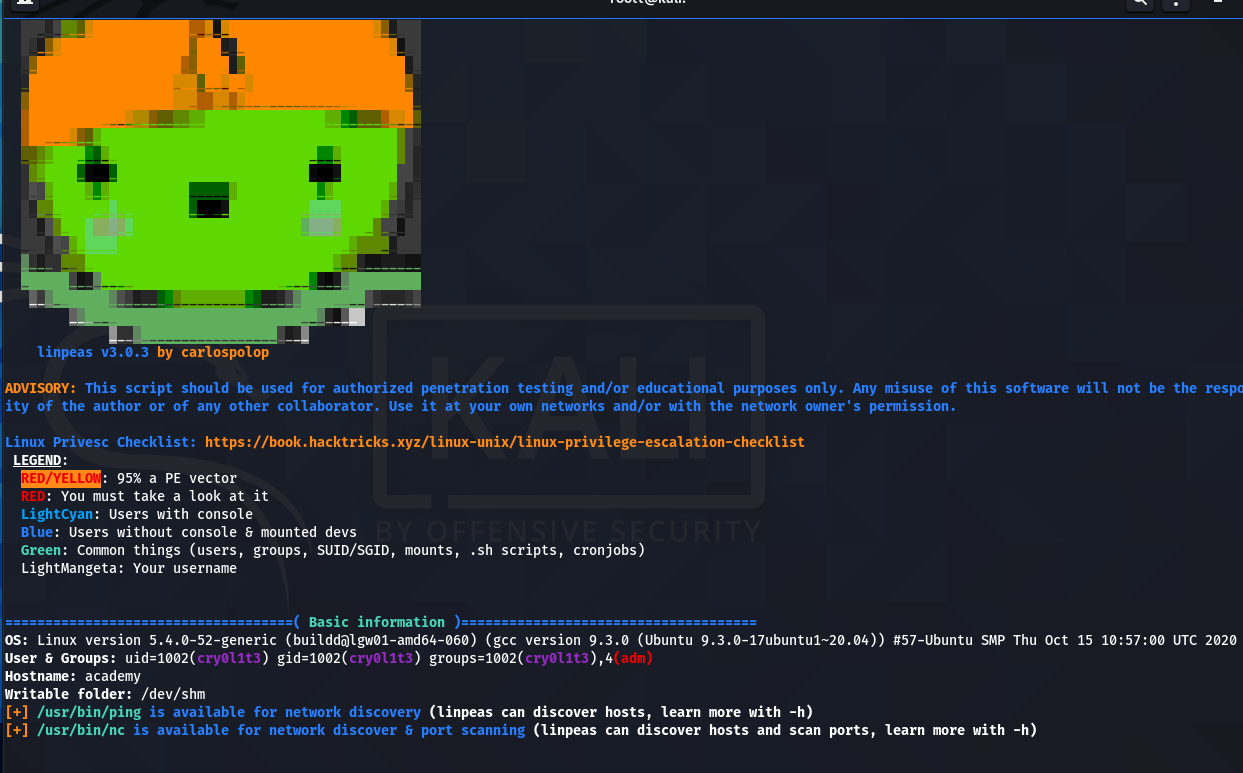 root@kali:
linpeas v3.0.3 by carlospolop
ADVISORY: This script should be used for authorized penetration testing and/or educational purposes only. Any misuse of this software will not be the respo
ity of the author or of any other collaborator. Use it at your own networks and/or with the network owner's permission.
Linux Privesc Checklist: https://book.hacktricks.xyz/linux-unix/linux-privilege-escalation-checklist
LEGEND:
RED/YELLOW: 95% a PE vector
RED: You must take a look at it
LightCyan: Users with console
Blue: Users without console & mounted devs
Green: Common things (users, groups, SUID/SGID, mounts, .sh scripts, cronjobs)
LightMangeta: Your username
KALI
BY OFFENSIVE SECURITY
====================================( Basic information )=====================================
OS: Linux version 5.4.0-52-generic (buildd@lgw01-amd64-060) (gcc version 9.3.0 (Ubuntu 9.3.0-17ubuntu1~20.04)) #57-Ubuntu SMP Thu Oct 15 10:57:00 UTC 2020
User & Groups: uid=1002(cry0l1t3) gid=1002(cry0l1t3) groups=1002(cry0l1t3),4(adm)
Hostname: academy
Writable folder: /dev/shm
[+] /usr/bin/ping is available for network discovery (linpeas can discover hosts, learn more with -h)
[+] /usr/bin/nc is available for network discover & port scanning (linpeas can discover hosts and scan ports, learn more with -h)